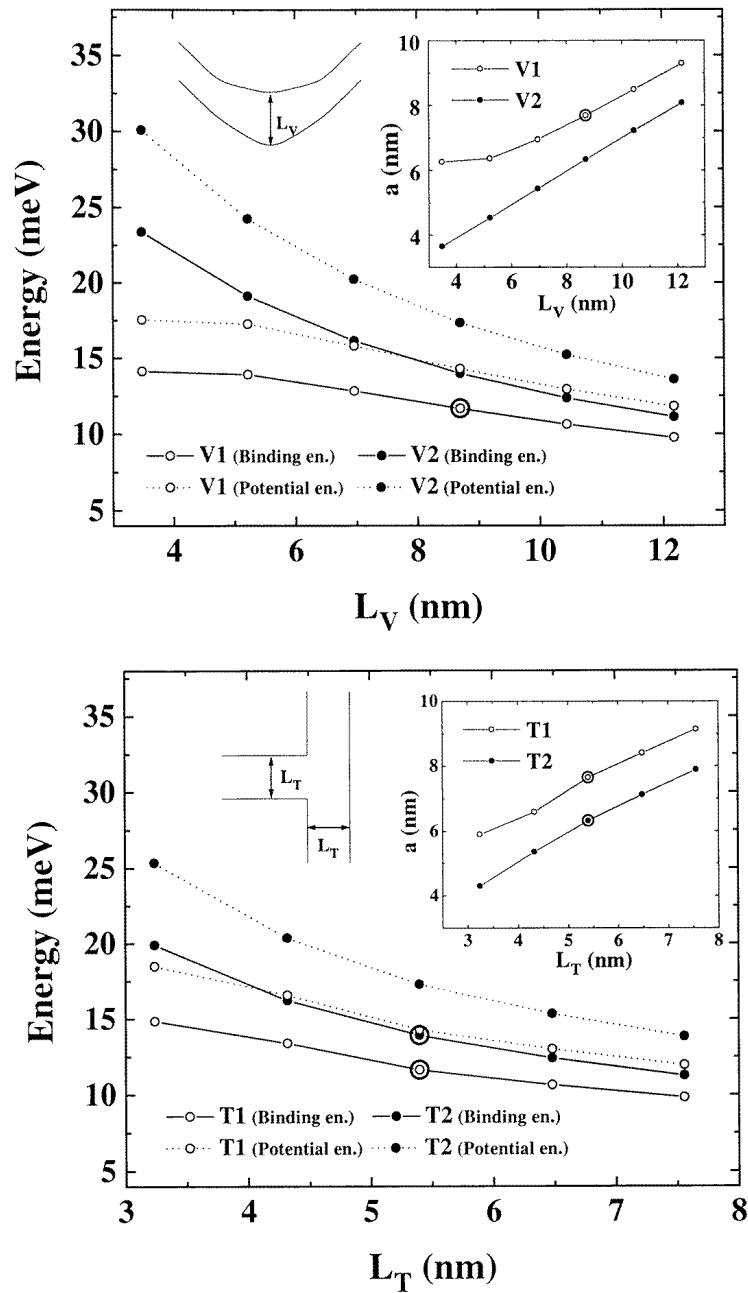 35
30
25
20
15
10
5
Energy (meV)
L_V
10
8
6
4
a (nm)
V1
V2
4 6 8 10 12
L_V (nm)
V1 (Binding en.) V2 (Binding en.)
V1 (Potential en.) V2 (Potential en.)
4 6 8 10 12
L_V (nm)
35
30
25
20
15
10
5
Energy (meV)
L_T
L_T
10
8
6
4
a (nm)
T1
T2
3 4 5 6 7 8
L_T (nm)
T1 (Binding en.) T2 (Binding en.)
T1 (Potential en.) T2 (Potential en.)
3 4 5 6 7 8
L_T (nm)